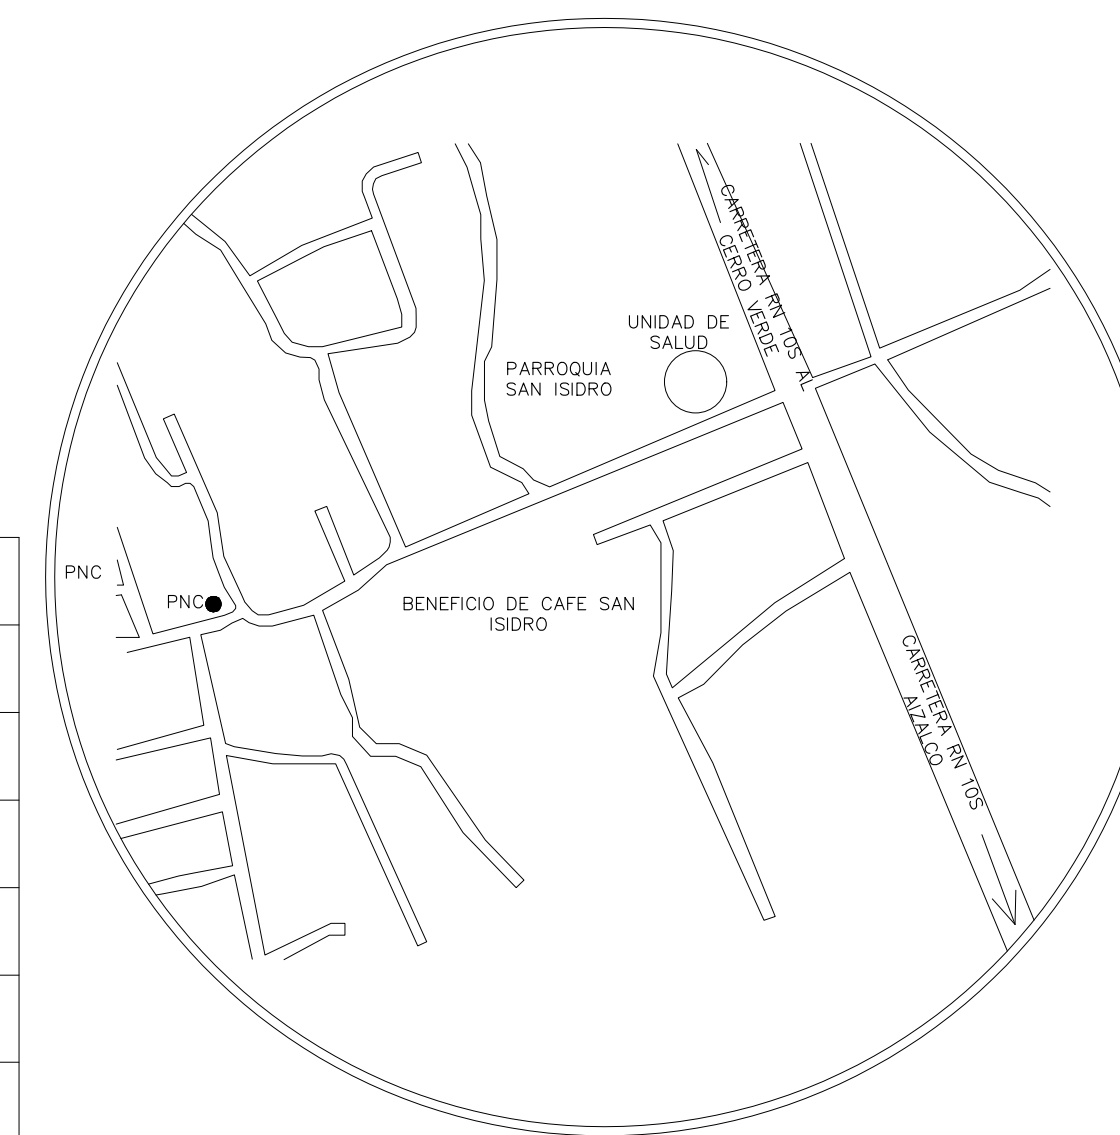 CARRETERA RN 10S AL
CERRO VERDE
UNIDAD DE
SALUD
PARROQUIA
SAN ISIDRO
PNC
PNC
BENEFICIO DE CAFE SAN
ISIDRO
CARRETERA RN 10S
AIZALCO